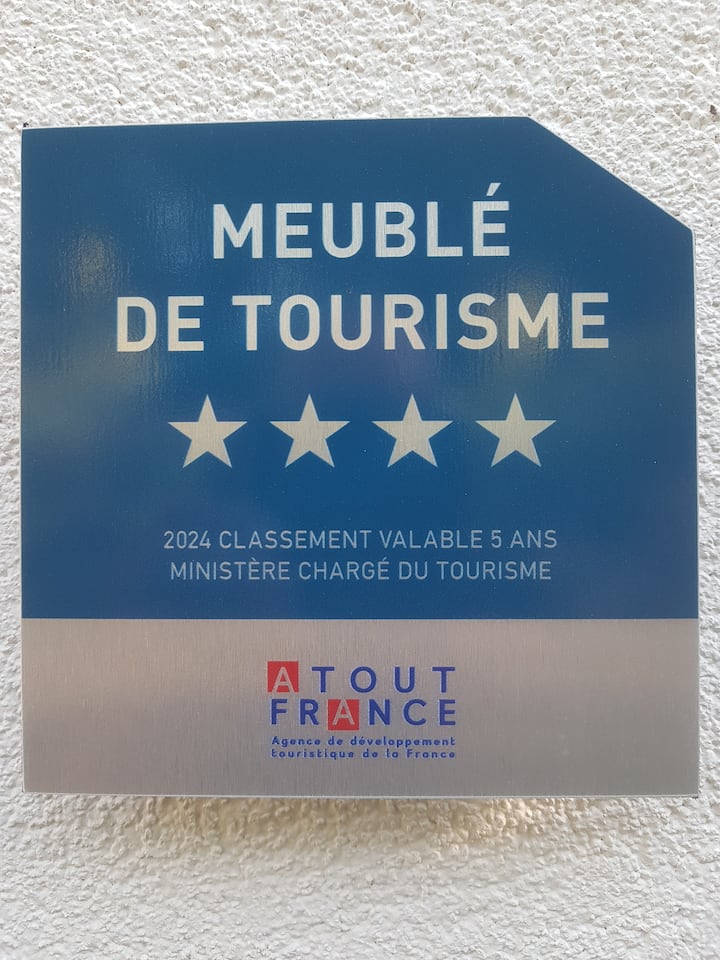 MEUBLÉ
DE TOURISME
2024 CLASSEMENT VALABLE 5 ANS
MINISTÈRE CHARGÉ DU TOURISME
ATOUT
FRANCE
Agence de développement
touristique de la France